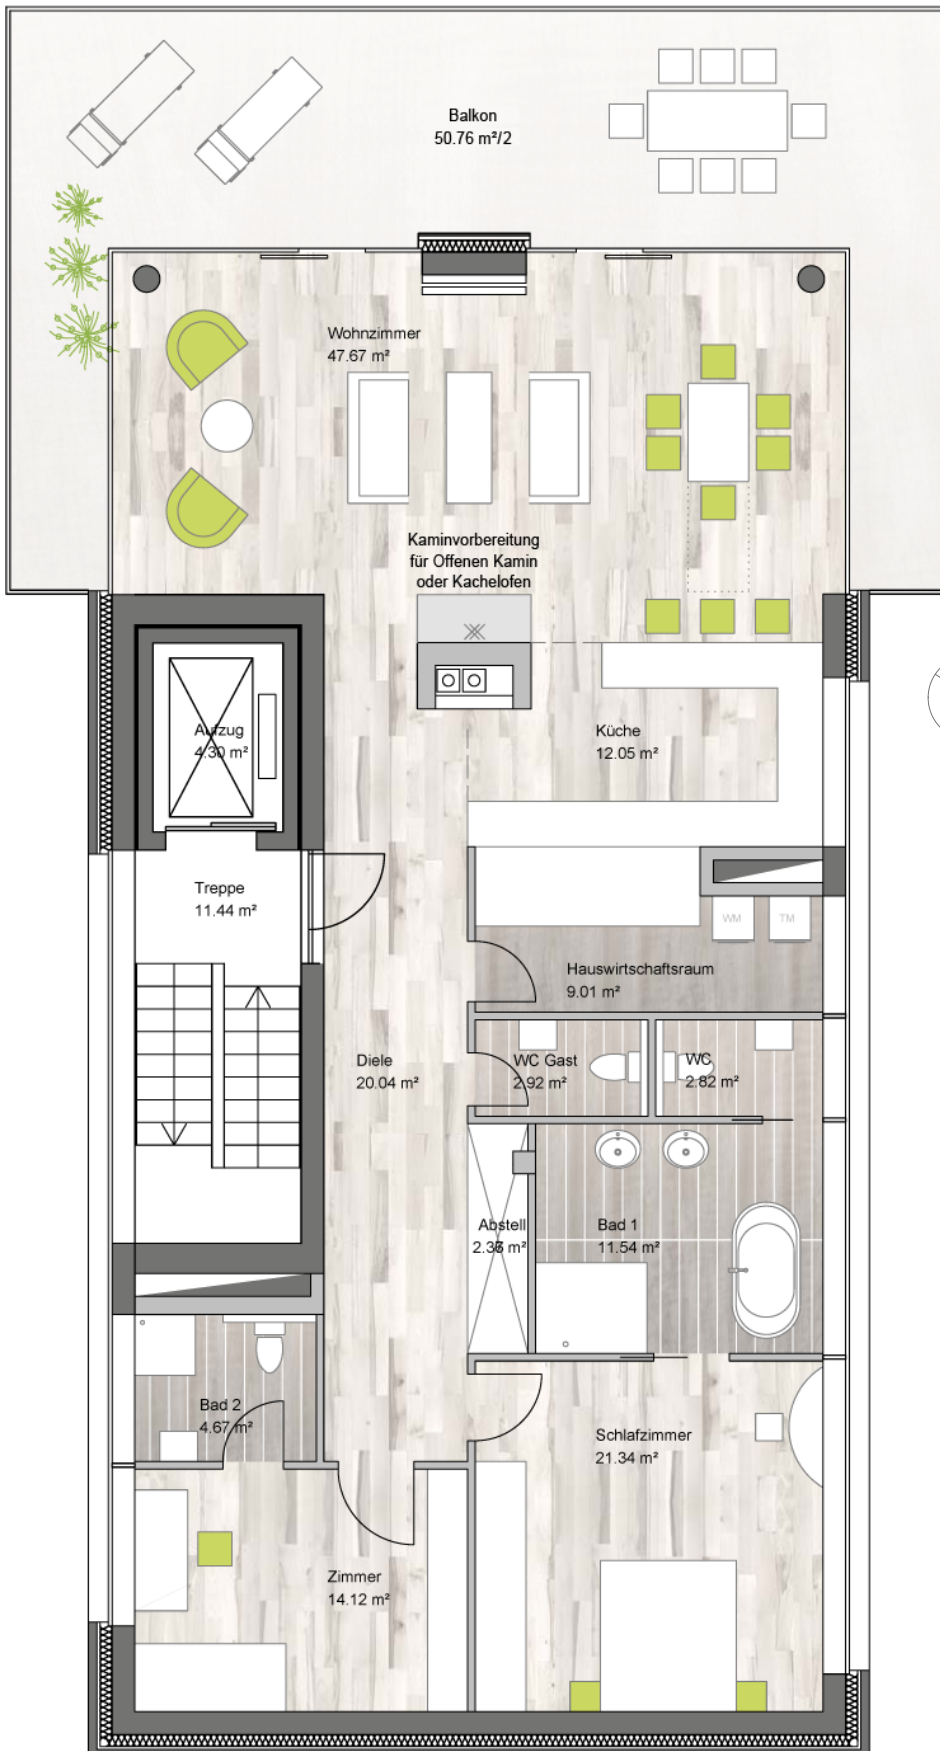 Balkon
50.76 m²/2
Wohnzimmer
47.67 m²
Kaminvorbereitung
für Offenen Kamin
oder Kachelofen
Aufzug
4.30 m²
Küche
12.05 m²
Treppe
11.44 m²
WM
TM
Hauswirtschaftsraum
9.01 m²
Diele
20.04 m²
WC Gast
2.92 m²
WC
2.82 m²
Abstell
m²
Bad 1
11.54 m²
Bad 2
4.67 m²
Schlafzimmer
21.34 m²
Zimmer
14.12 m²